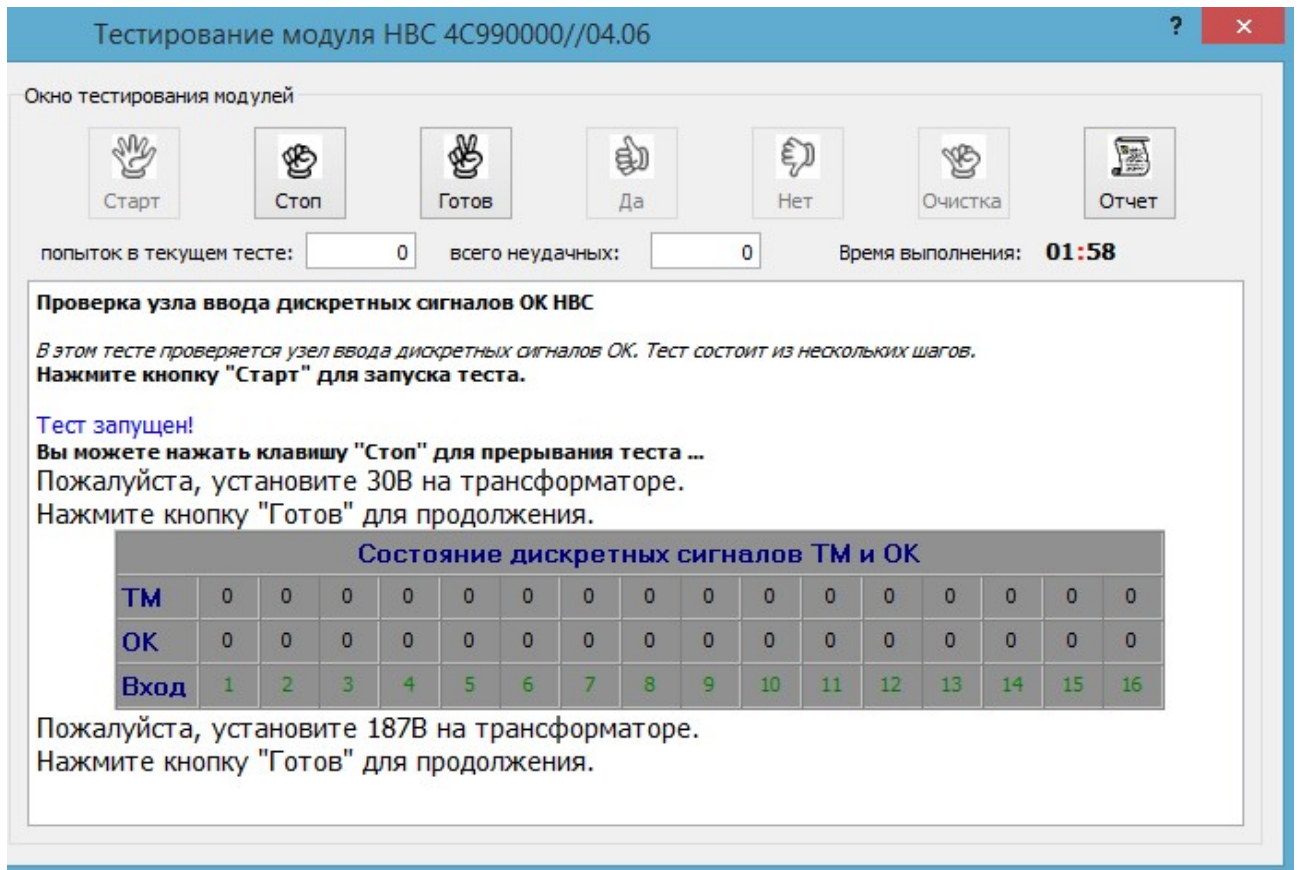 Тестирование модуля НВС 4C990000//04.06
?
Окно тестирования модулей
Старт Стоп Готов Да Нет Очистка Отчет
попыток в текущем тесте: 0 всего неудачных: 0 Время выполнения: 01:58
Проверка узла ввода дискретных сигналов ОК НВС
В этом тесте проверяется узел ввода дискретных сигналов ОК. Тест состоит из нескольких шагов.
Нажмите кнопку "Старт" для запуска теста.
Тест запущен!
Вы можете нажать клавишу "Стоп" для прерывания теста ...
Пожалуйста, установите 30В на трансформаторе.
Нажмите кнопку "Готов" для продолжения.
Состояние дискретных сигналов ТМ и ОК
ТМ 0 0 0 0 0 0 0 0 0 0 0 0 0 0 0 0
ОК 0 0 0 0 0 0 0 0 0 0 0 0 0 0 0 0
Вход 1 2 3 4 5 6 7 8 9 10 11 12 13 14 15 16
Пожалуйста, установите 187В на трансформаторе.
Нажмите кнопку "Готов" для продолжения.